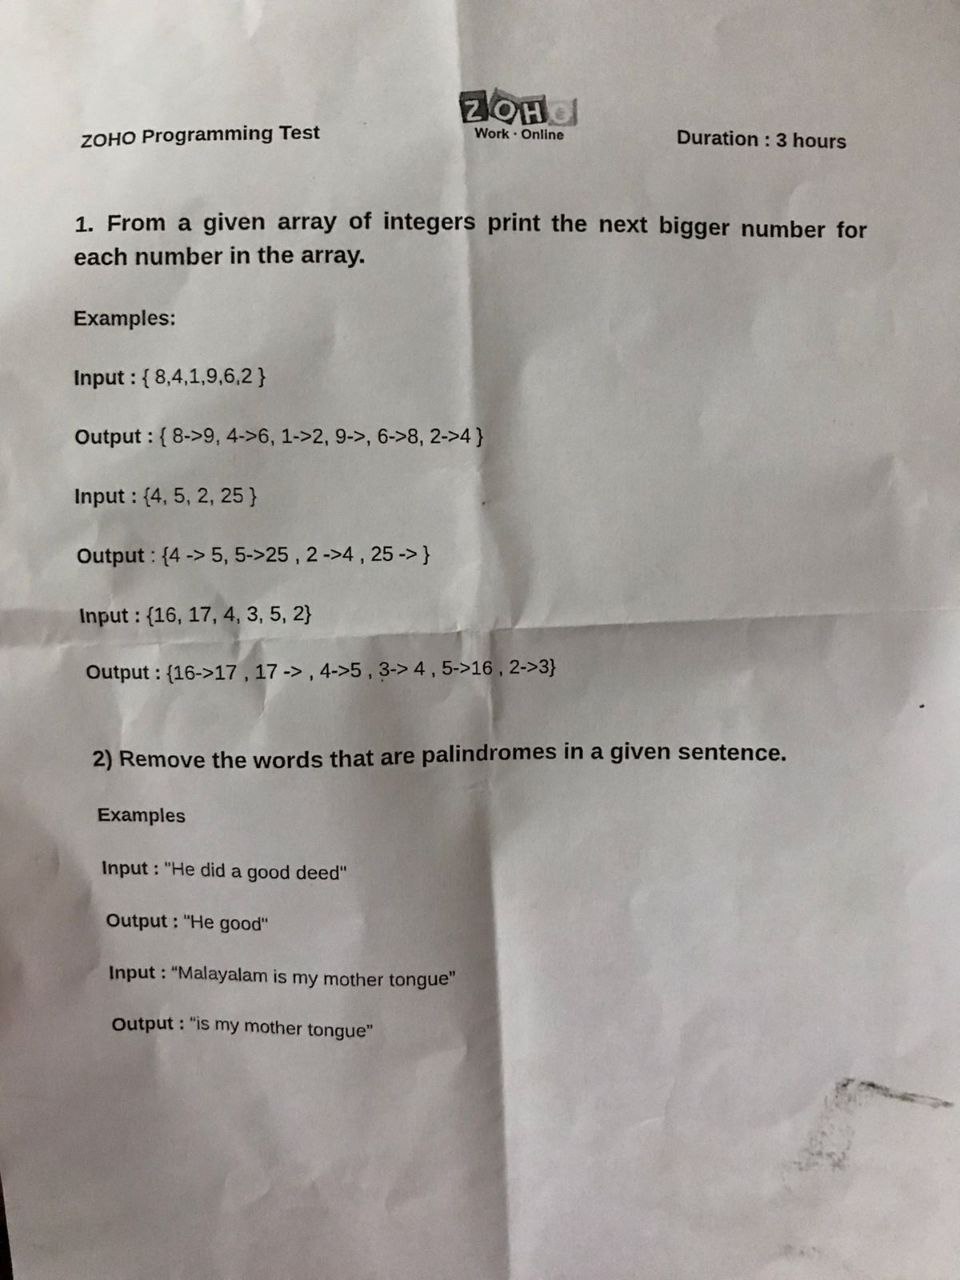 ZOHO Programming Test
ZOHO
Work · Online
Duration : 3 hours
1. From a given array of integers print the next bigger number for
each number in the array.
Examples:
Input : { 8,4,1,9,6,2 }
Output : { 8->9, 4->6, 1->2, 9->, 6->8, 2->4 }
Input : {4, 5, 2, 25 }
Output : {4 -> 5, 5->25 , 2 ->4 , 25 -> }
Input : {16, 17, 4, 3, 5, 2}
Output : {16->17 , 17 -> , 4->5 , 3-> 4 , 5->16 , 2->3}
2) Remove the words that are palindromes in a given sentence.
Examples
Input : "He did a good deed"
Output : "He good"
Input : “Malayalam is my mother tongue”
Output : “is my mother tongue”